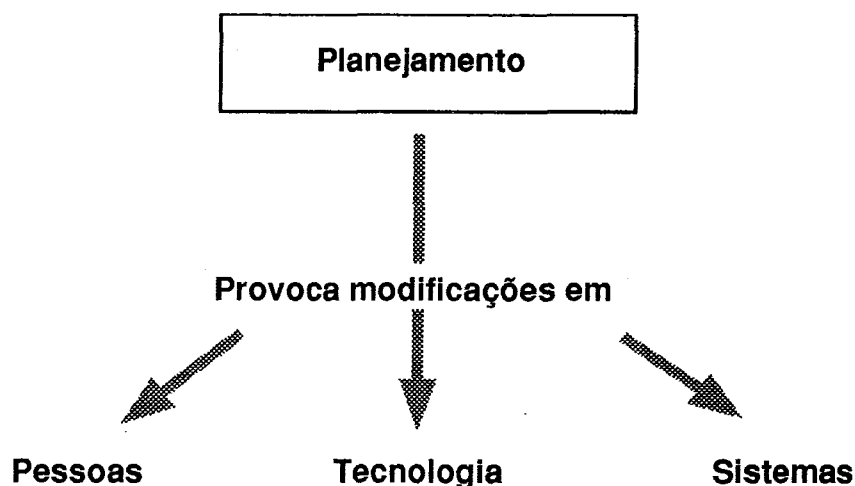 Planejamento
Provoca modificações em
Pessoas Tecnologia Sistemas